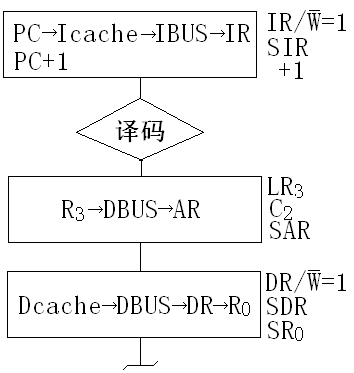 PC→Icache→IBUS→IR
PC+1
IR/W̅=1
SIR
+1
译码
R₃→DBUS→AR
LR₃
C₂
SAR
Dcache→DBUS→DR→R₀
DR/W̅=1
SDR
SR₀